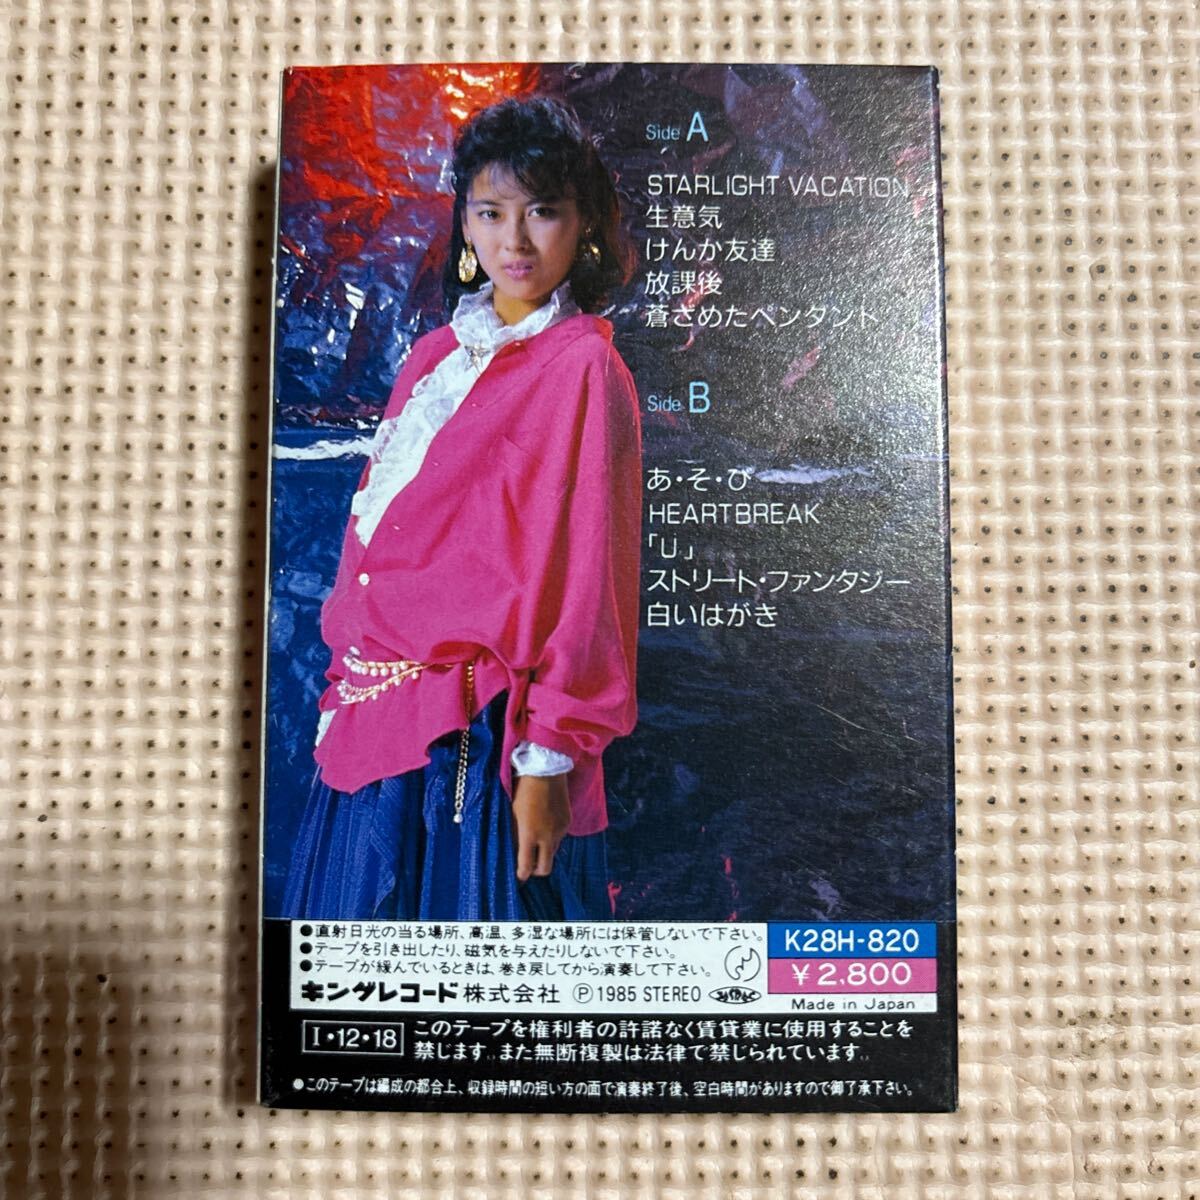 Side A
STARLIGHT VACATION
生意気
けんか友達
放課後
蒼ざめたペンダント
Side B
あ・そ・び
HEARTBREAK
「U」
ストリート・ファンタジー
白いはがき
●直射日光の当る場所、高温、多湿な場所には保管しないで下さい。
●テープを引き出したり、磁気を与えたりしないで下さい。
●テープが緩んでいるときは、巻き戻してから演奏して下さい。
キングレコード株式会社 Ⓟ1985 STEREO
K28H-820
¥2,800
Made in Japan
I・12・18
このテープを権利者の許諾なく賃貸業に使用することを
禁じます。また無断複製は法律で禁じられています。
●このテープは編成の都合上、収録時間の短い方の面で演奏終了後、空白時間がありますので御了承下さい。